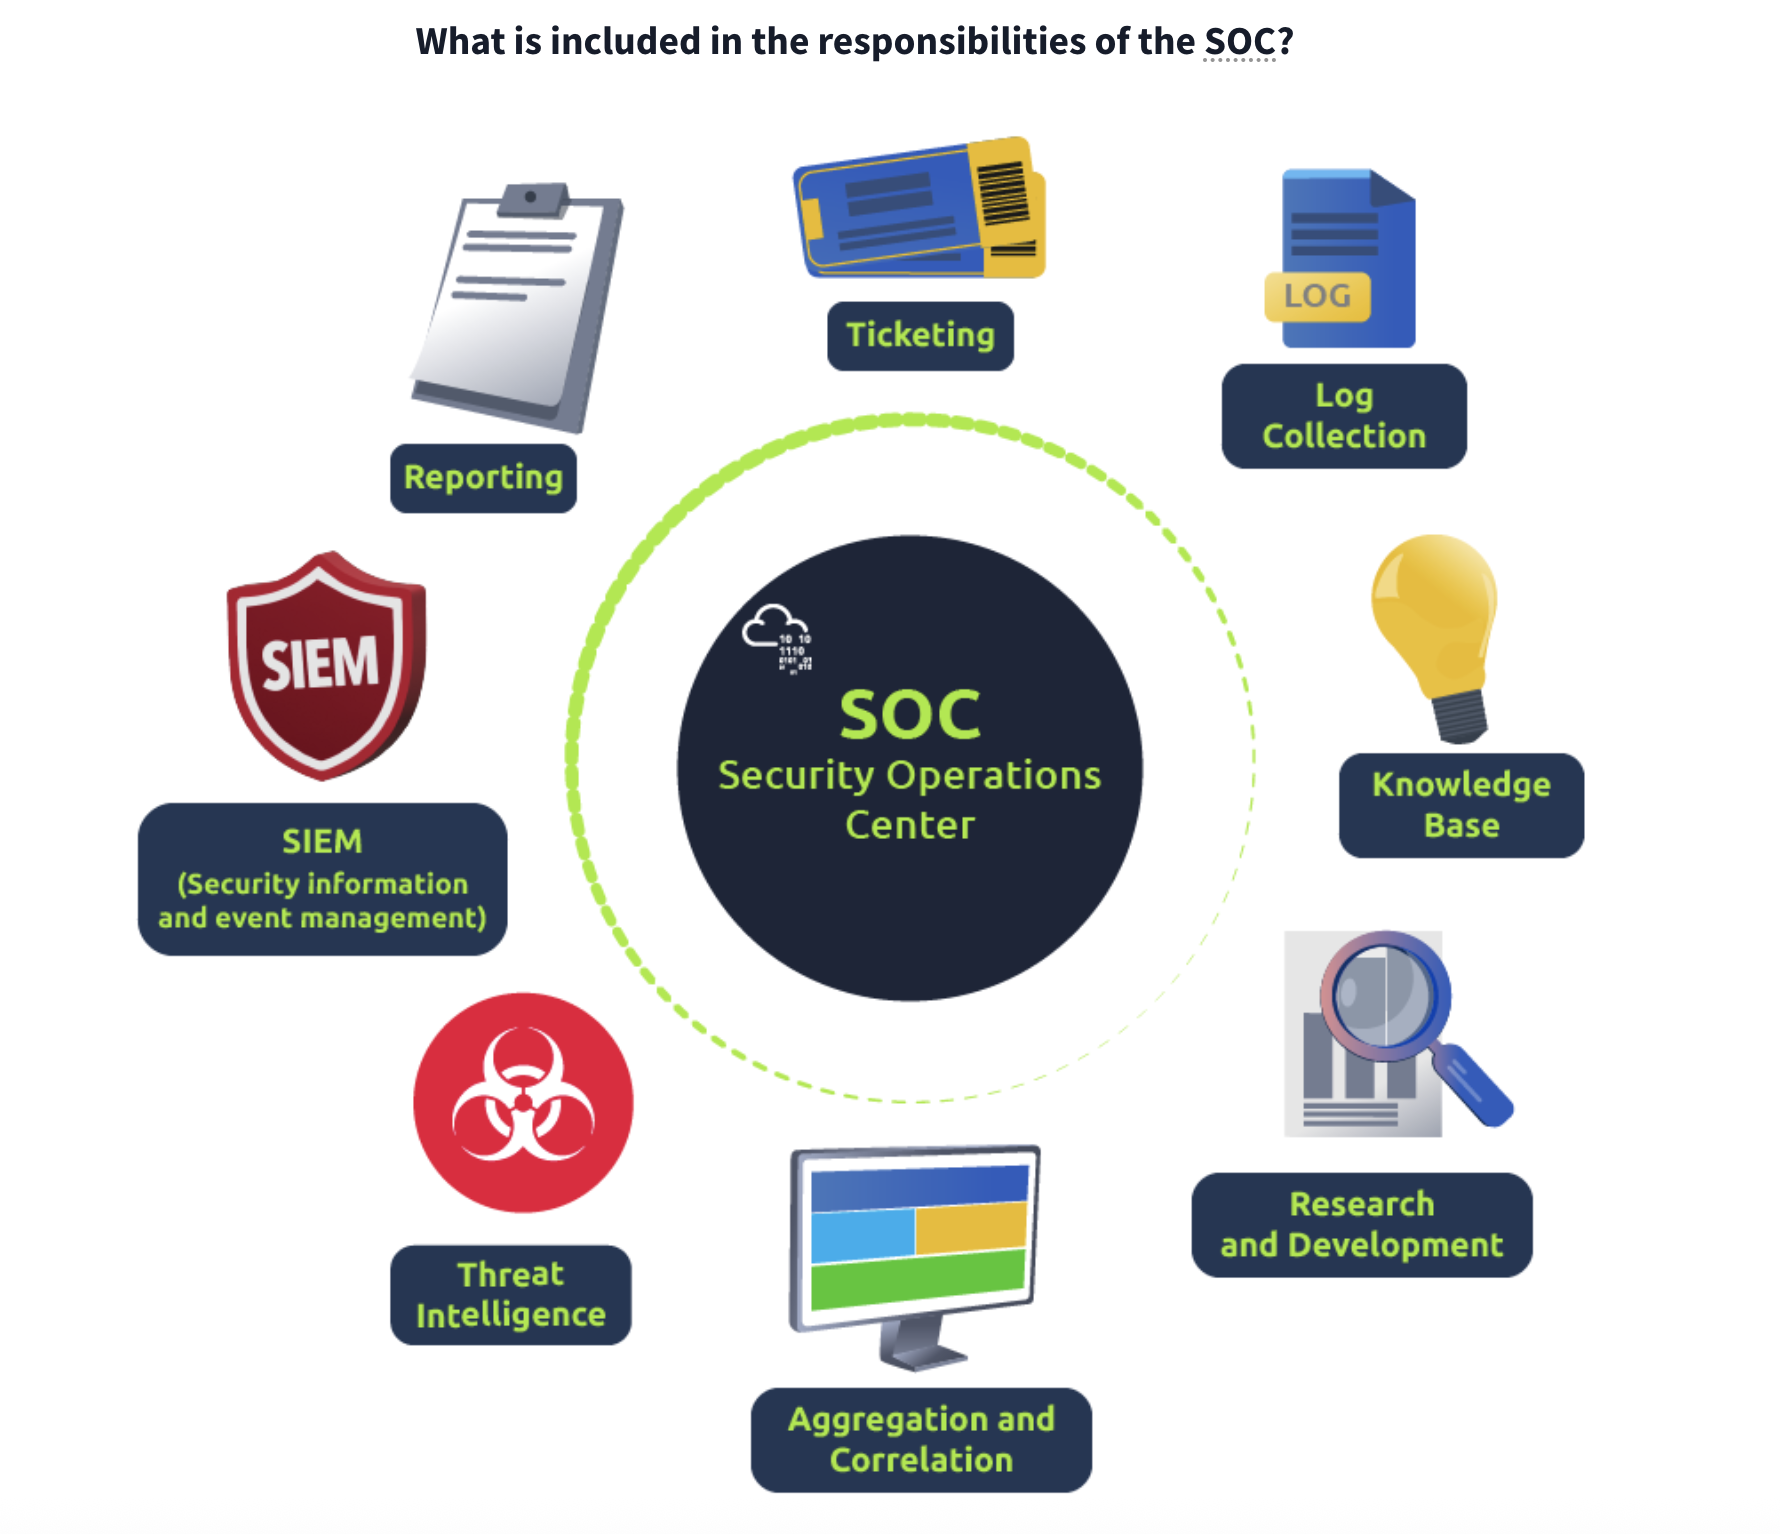 What is included in the responsibilities of the SOC?
Ticketing
LOG
Log
Collection
Reporting
Knowledge
Base
SIEM
SIEM
(Security information
and event management)
10 10
1110
SOC
Security Operations
Center
Research
and Development
Threat
Intelligence
Aggregation and
Correlation